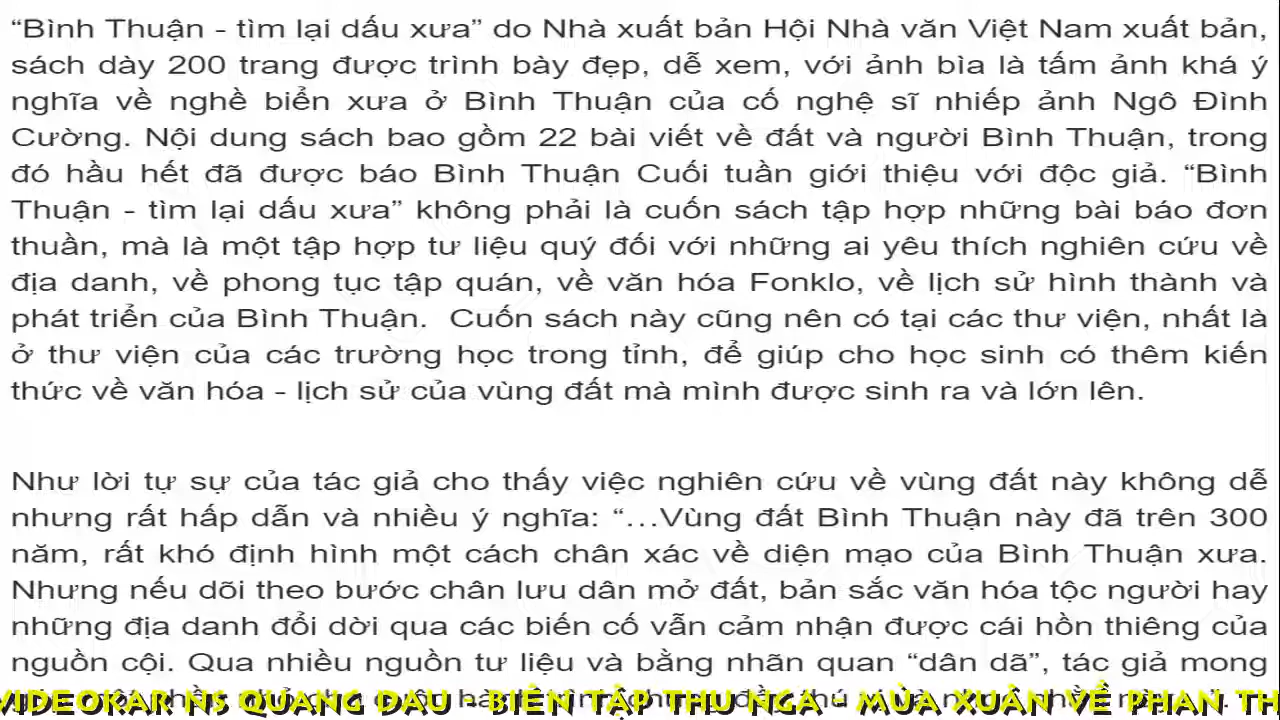 “Bình Thuận - tìm lại dấu xưa” do Nhà xuất bản Hội Nhà văn Việt Nam xuất bản,
sách dày 200 trang được trình bày đẹp, dễ xem, với ảnh bìa là tấm ảnh khá ý
nghĩa về nghề biển xưa ở Bình Thuận của cố nghệ sĩ nhiếp ảnh Ngô Đình
Cường. Nội dung sách bao gồm 22 bài viết về đất và người Bình Thuận, trong
đó hầu hết đã được báo Bình Thuận Cuối tuần giới thiệu với độc giả. “Bình
Thuận - tìm lại dấu xưa” không phải là cuốn sách tập hợp những bài báo đơn
thuần, mà là một tập hợp tư liệu quý đối với những ai yêu thích nghiên cứu về
địa danh, về phong tục tập quán, về văn hóa Fonklo, về lịch sử hình thành và
phát triển của Bình Thuận. Cuốn sách này cũng nên có tại các thư viện, nhất là
ở thư viện của các trường học trong tỉnh, để giúp cho học sinh có thêm kiến
thức về văn hóa - lịch sử của vùng đất mà mình được sinh ra và lớn lên.
Như lời tự sự của tác giả cho thấy việc nghiên cứu về vùng đất này không dễ
nhưng rất hấp dẫn và nhiều ý nghĩa: “…Vùng đất Bình Thuận này đã trên 300
năm, rất khó định hình một cách chân xác về diện mạo của Bình Thuận xưa.
Nhưng nếu dõi theo bước chân lưu dân mở đất, bản sắc văn hóa tộc người hay
những địa danh đổi dời qua các biến cố vẫn cảm nhận được cái hồn thiêng của
nguồn cội. Qua nhiều nguồn tư liệu và bằng nhãn quan “dân dã”, tác giả mong
VIDEOKAR NS QUANG DAU - BIÊN TẬP THU NGA - MÙA XUÂN VỀ PHAN TH